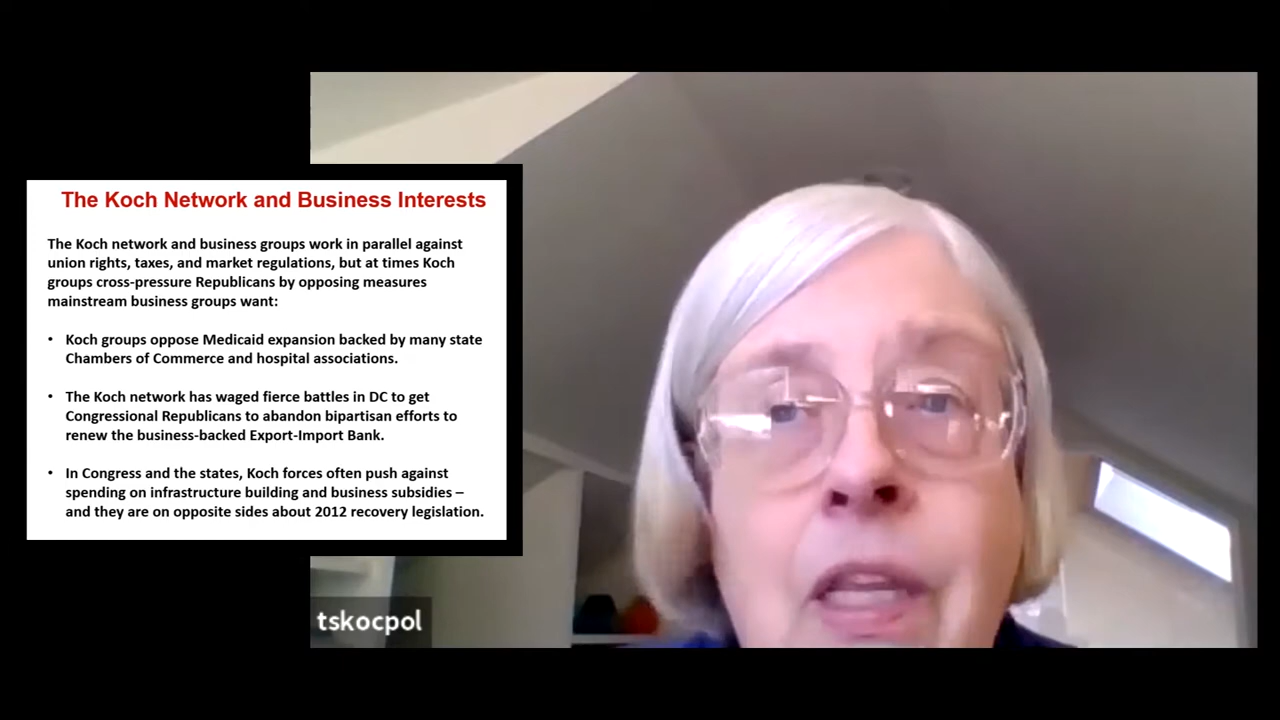 The Koch Network and Business Interests
The Koch network and business groups work in parallel against
union rights, taxes, and market regulations, but at times Koch
groups cross-pressure Republicans by opposing measures
mainstream business groups want:
• Koch groups oppose Medicaid expansion backed by many state
Chambers of Commerce and hospital associations.
• The Koch network has waged fierce battles in DC to get
Congressional Republicans to abandon bipartisan efforts to
renew the business-backed Export-Import Bank.
• In Congress and the states, Koch forces often push against
spending on infrastructure building and business subsidies –
and they are on opposite sides about 2012 recovery legislation.
tskocpol